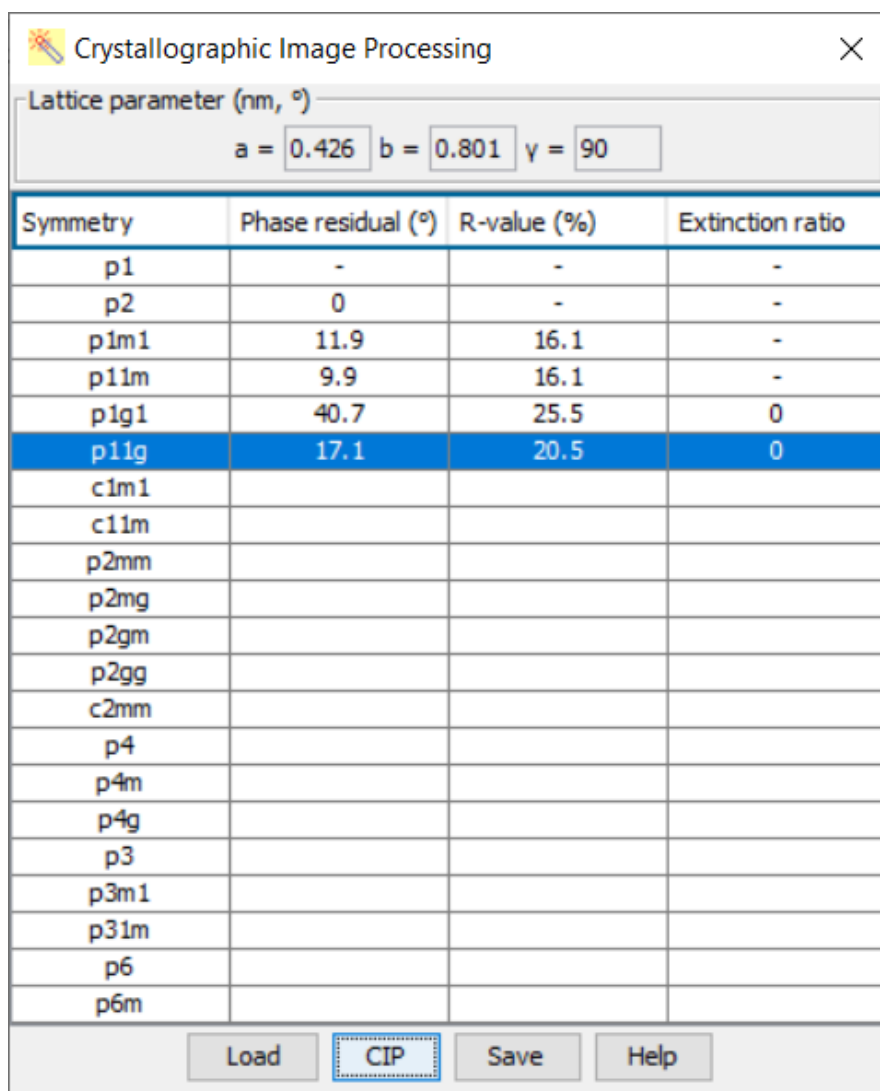 Crystallographic Image Processing
Lattice parameter (nm, º)
a = 0.426 b = 0.801 γ = 90
Symmetry Phase residual (º) R-value (%) Extinction ratio
p1 - - -
p2 0 - -
p1m1 11.9 16.1 -
p11m 9.9 16.1 -
p1g1 40.7 25.5 0
p11g 17.1 20.5 0
c1m1
c11m
p2mm
p2mg
p2gm
p2gg
c2mm
p4
p4m
p4g
p3
p3m1
p31m
p6
p6m
Load CIP Save Help